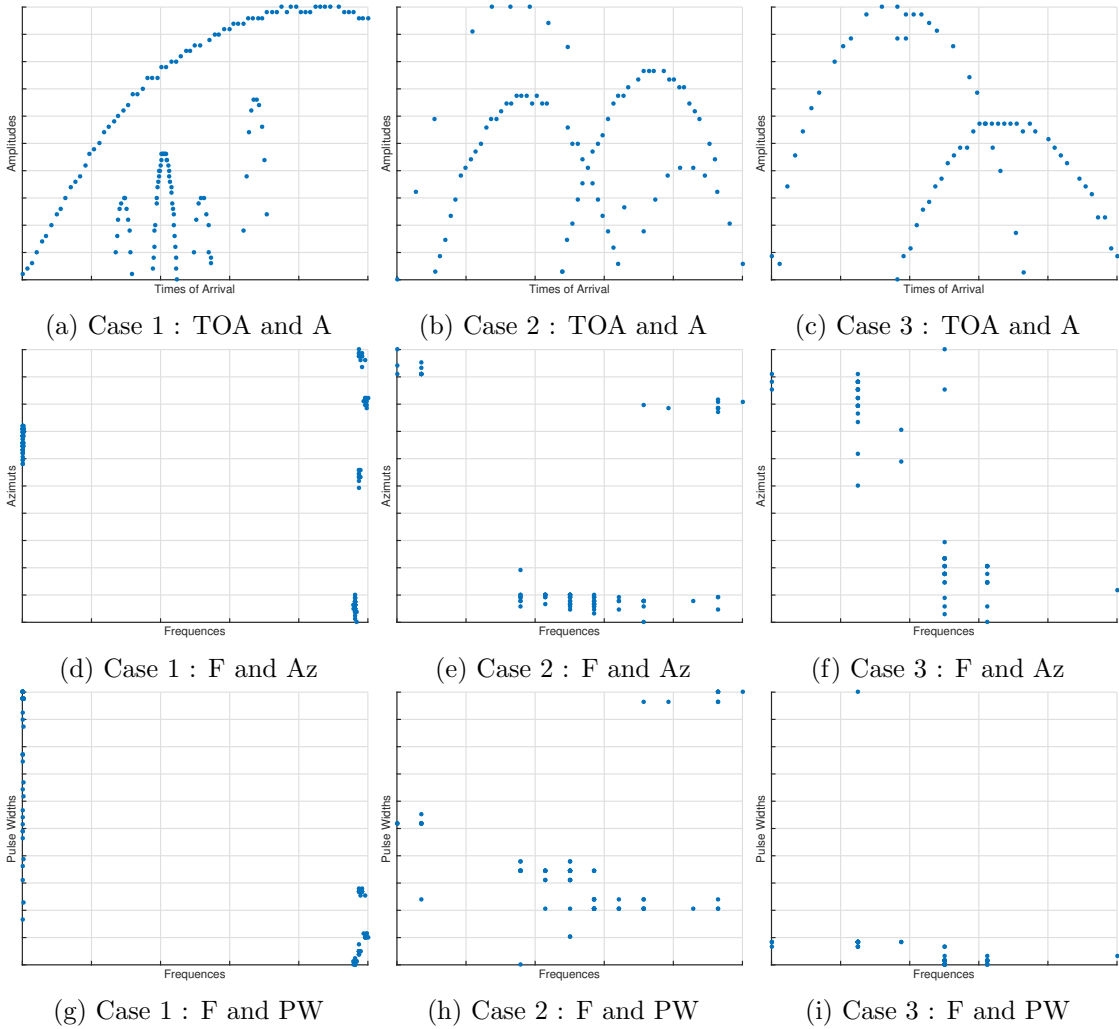 Amplitudes
Times of Arrival
(a) Case 1 : TOA and A
Amplitudes
Times of Arrival
(b) Case 2 : TOA and A
Amplitudes
Times of Arrival
(c) Case 3 : TOA and A
Azimuts
Frequences
(d) Case 1 : F and Az
Azimuts
Frequences
(e) Case 2 : F and Az
Azimuts
Frequences
(f) Case 3 : F and Az
Pulse Widths
Frequences
(g) Case 1 : F and PW
Pulse Widths
Frequences
(h) Case 2 : F and PW
Pulse Widths
Frequences
(i) Case 3 : F and PW